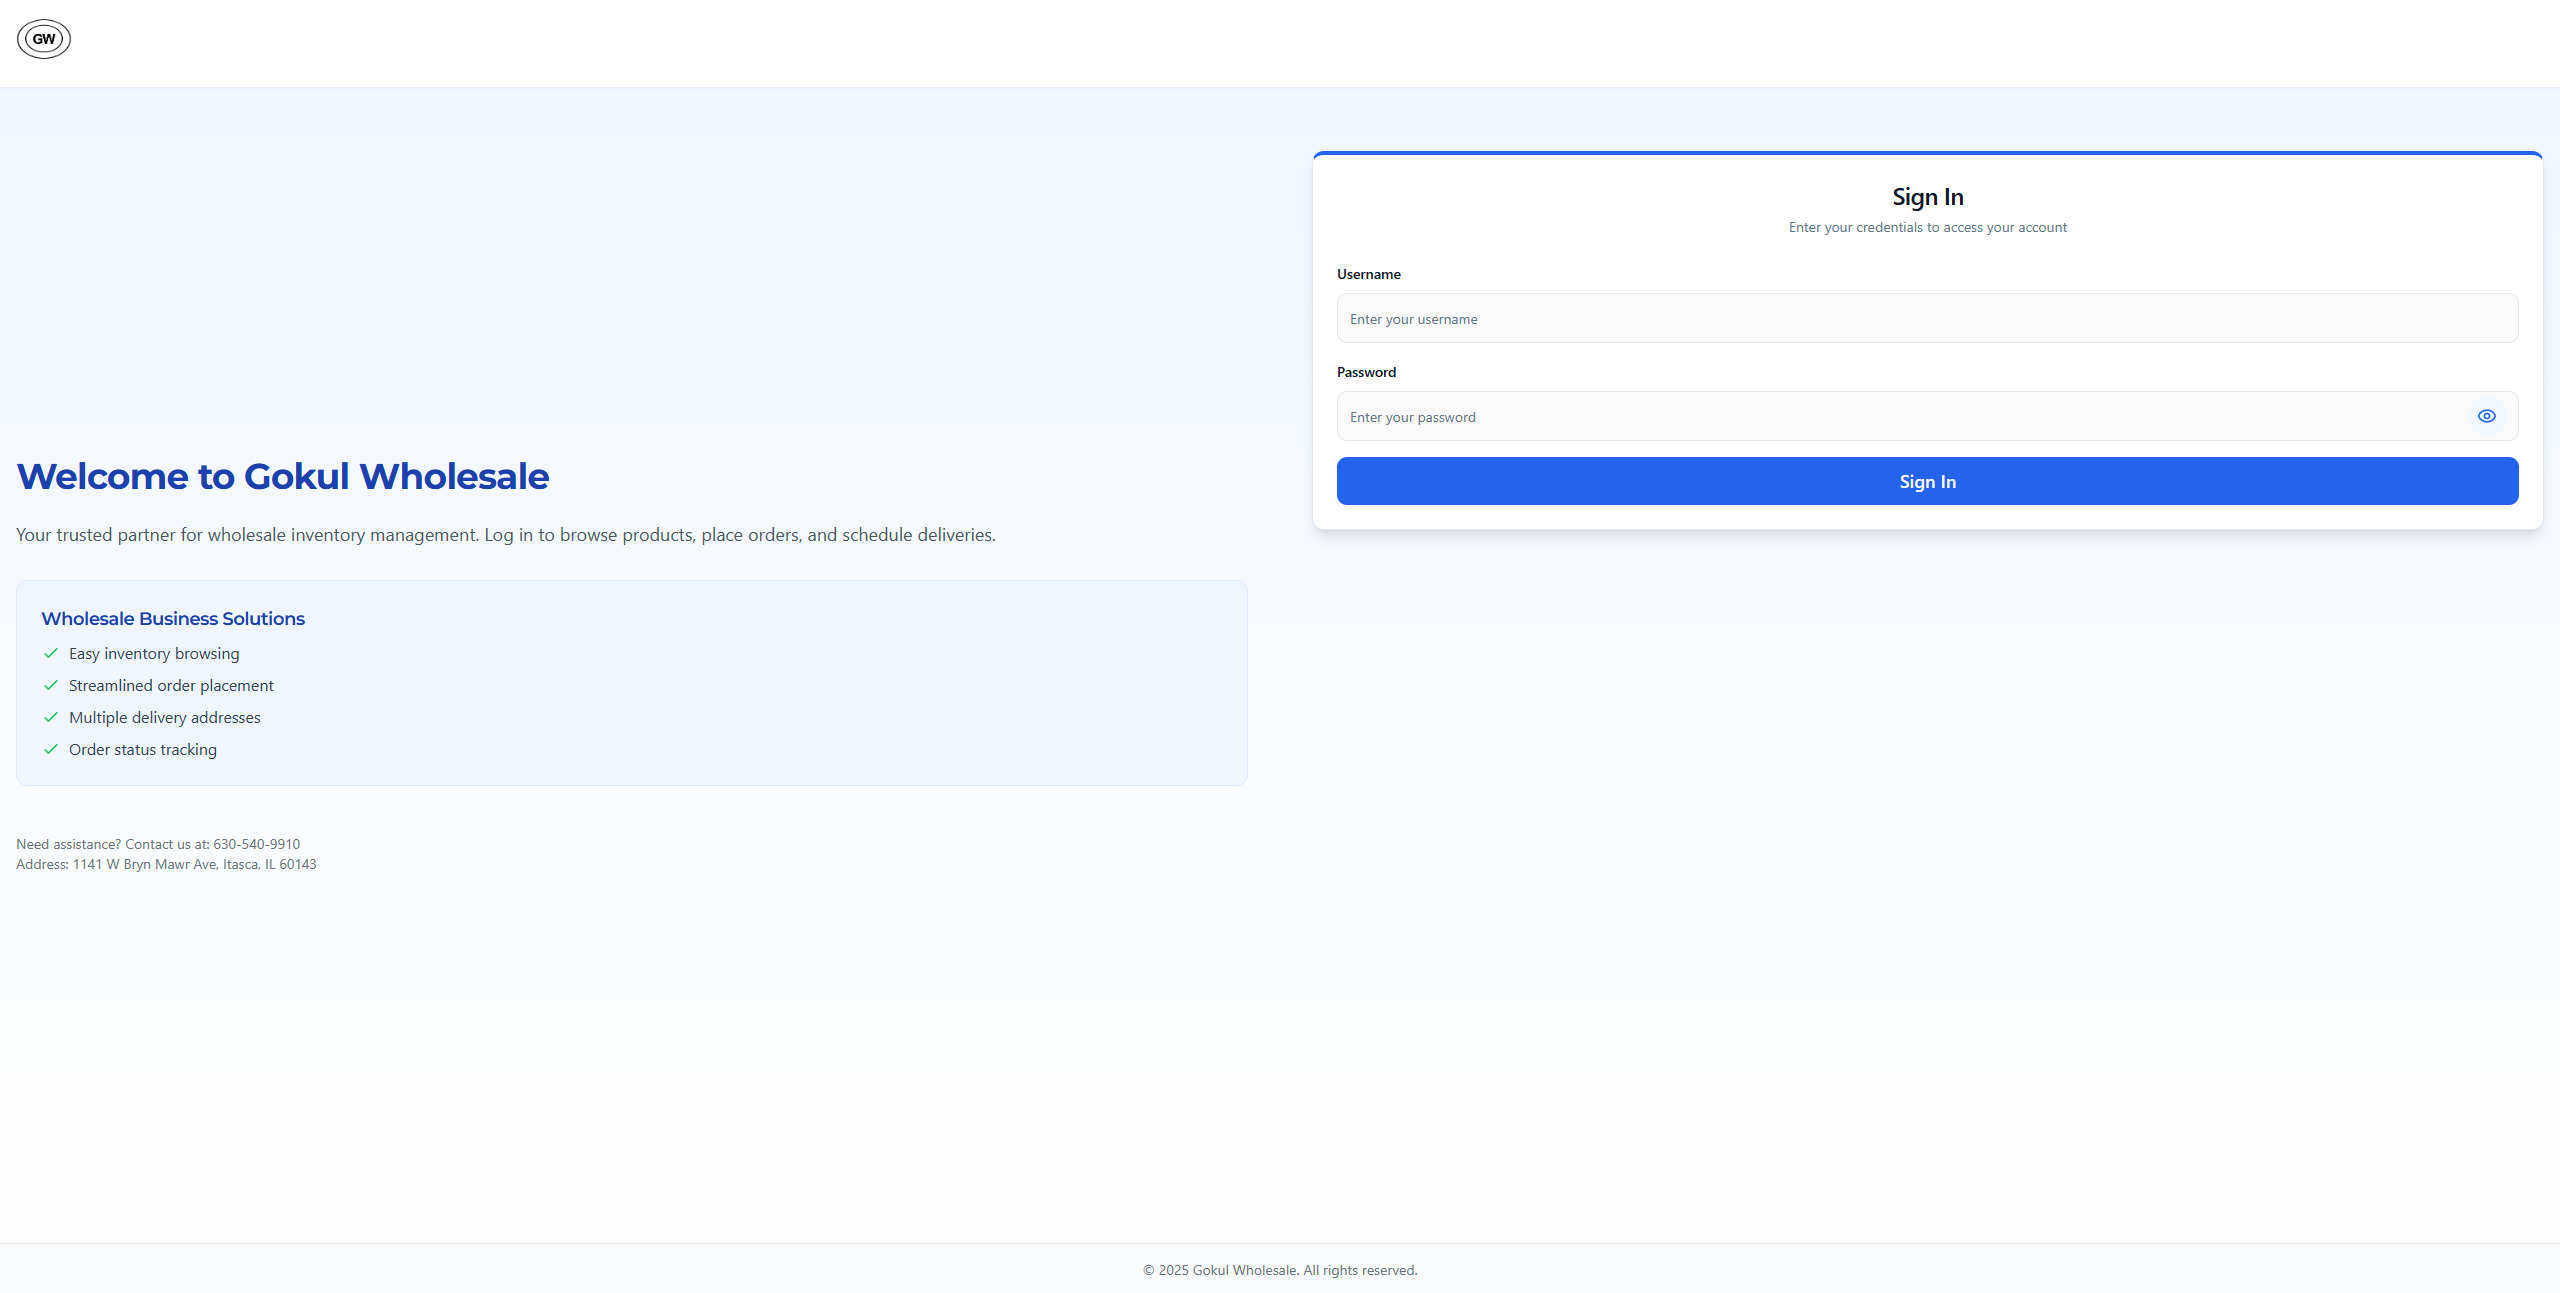 GW
Welcome to Gokul Wholesale
Your trusted partner for wholesale inventory management. Log in to browse products, place orders, and schedule deliveries.
Wholesale Business Solutions
Easy inventory browsing
Streamlined order placement
Multiple delivery addresses
Order status tracking
Need assistance? Contact us at: 630-540-9910
Address: 1141 W Bryn Mawr Ave, Itasca, IL 60143
Sign In
Enter your credentials to access your account
Username
Enter your username
Password
Enter your password
Sign In
© 2025 Gokul Wholesale. All rights reserved.